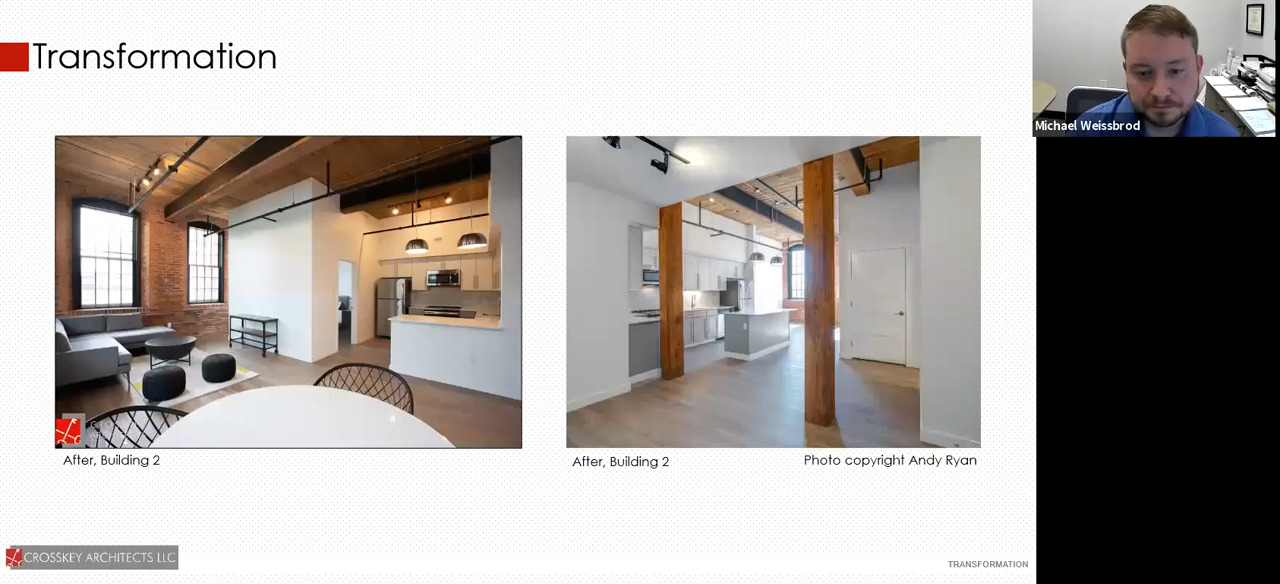 Transformation
Michael Weissbrod
After, Building 2
After, Building 2
Photo copyright Andy Ryan
CROSSKEY ARCHITECTS LLC
TRANSFORMATION